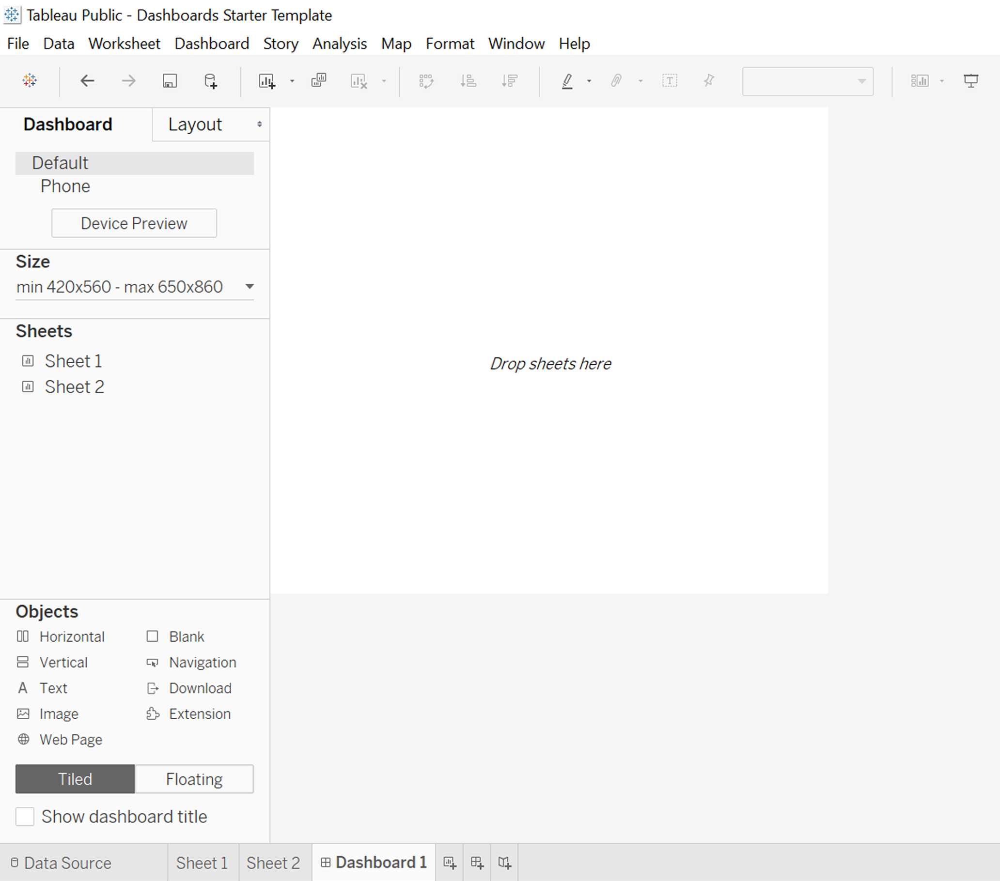 Tableau Public - Dashboards Starter Template
File Data Worksheet Dashboard Story Analysis Map Format Window Help
Dashboard Layout
Default
Phone
Device Preview
Size
min 420x560 - max 650x860
Sheets
Sheet 1
Sheet 2
Drop sheets here
Objects
Horizontal Blank
Vertical Navigation
A Text Download
Image Extension
Web Page
Tiled Floating
Show dashboard title
Data Source Sheet 1 Sheet 2 Dashboard 1